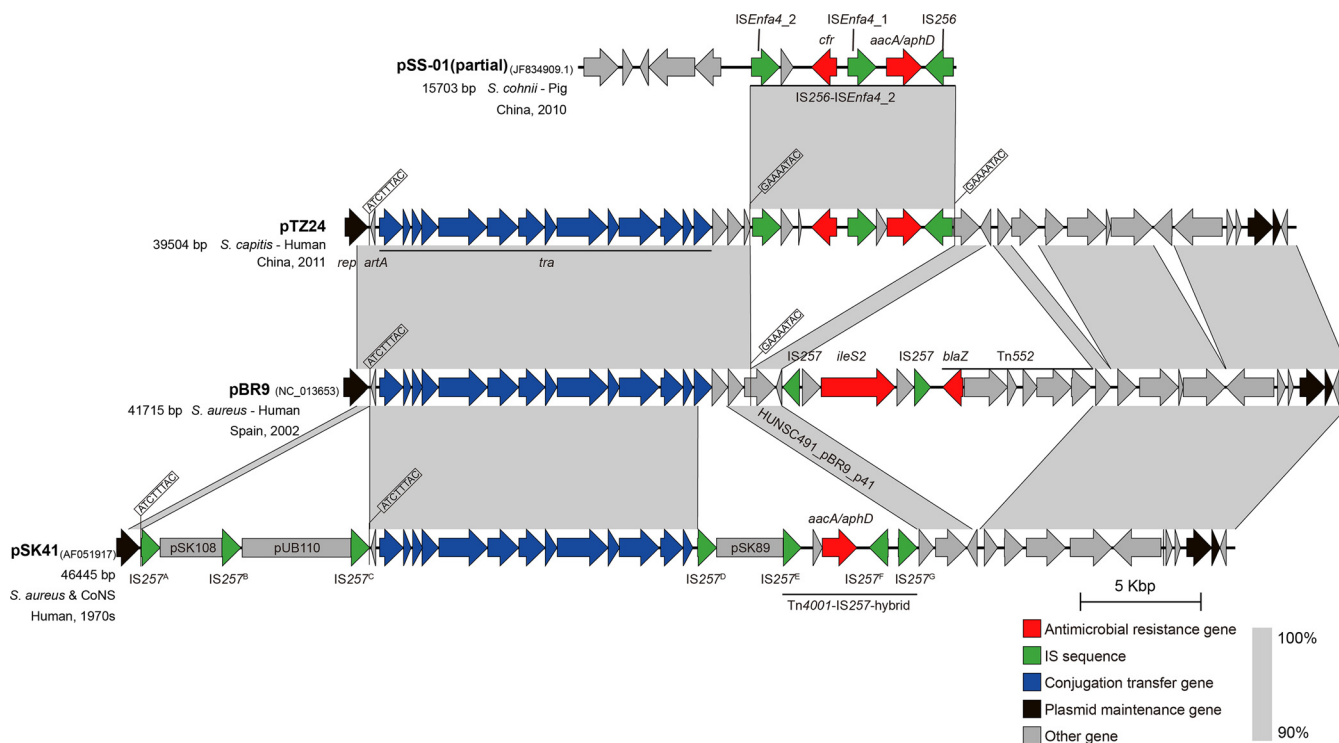 ISEnfa4_2
ISEnfa4_1
IS256
cfr
aacA/aphD
pSS-01(partial)(JF834909.1)
15703 bp S. cohnii - Pig
China, 2010
IS256-ISEnfa4_2
ATCTTTAC
GAAAATAC
GAAAATAC
pTZ24
39504 bp S. capitis - Human
China, 2011
rep artA
tra
ATCTTTAC
GAAAATAC
IS257
ileS2
IS257
blaZ
Tn552
pBR9 (NC_013653)
41715 bp S. aureus - Human
Spain, 2002
HUNSC491_pBR9_p41
ATCTTTAC
ATCTTTAC
aacA/aphD
pSK41(AF051917)
pSK108
pUB110
pSK89
46445 bp
S. aureus & CoNS
Human, 1970s
IS257A
IS257B
IS257C
IS257D
IS257E
IS257F
IS257G
Tn4001-IS257-hybrid
5 Kbp
Antimicrobial resistance gene
IS sequence
Conjugation transfer gene
Plasmid maintenance gene
Other gene
100%
90%